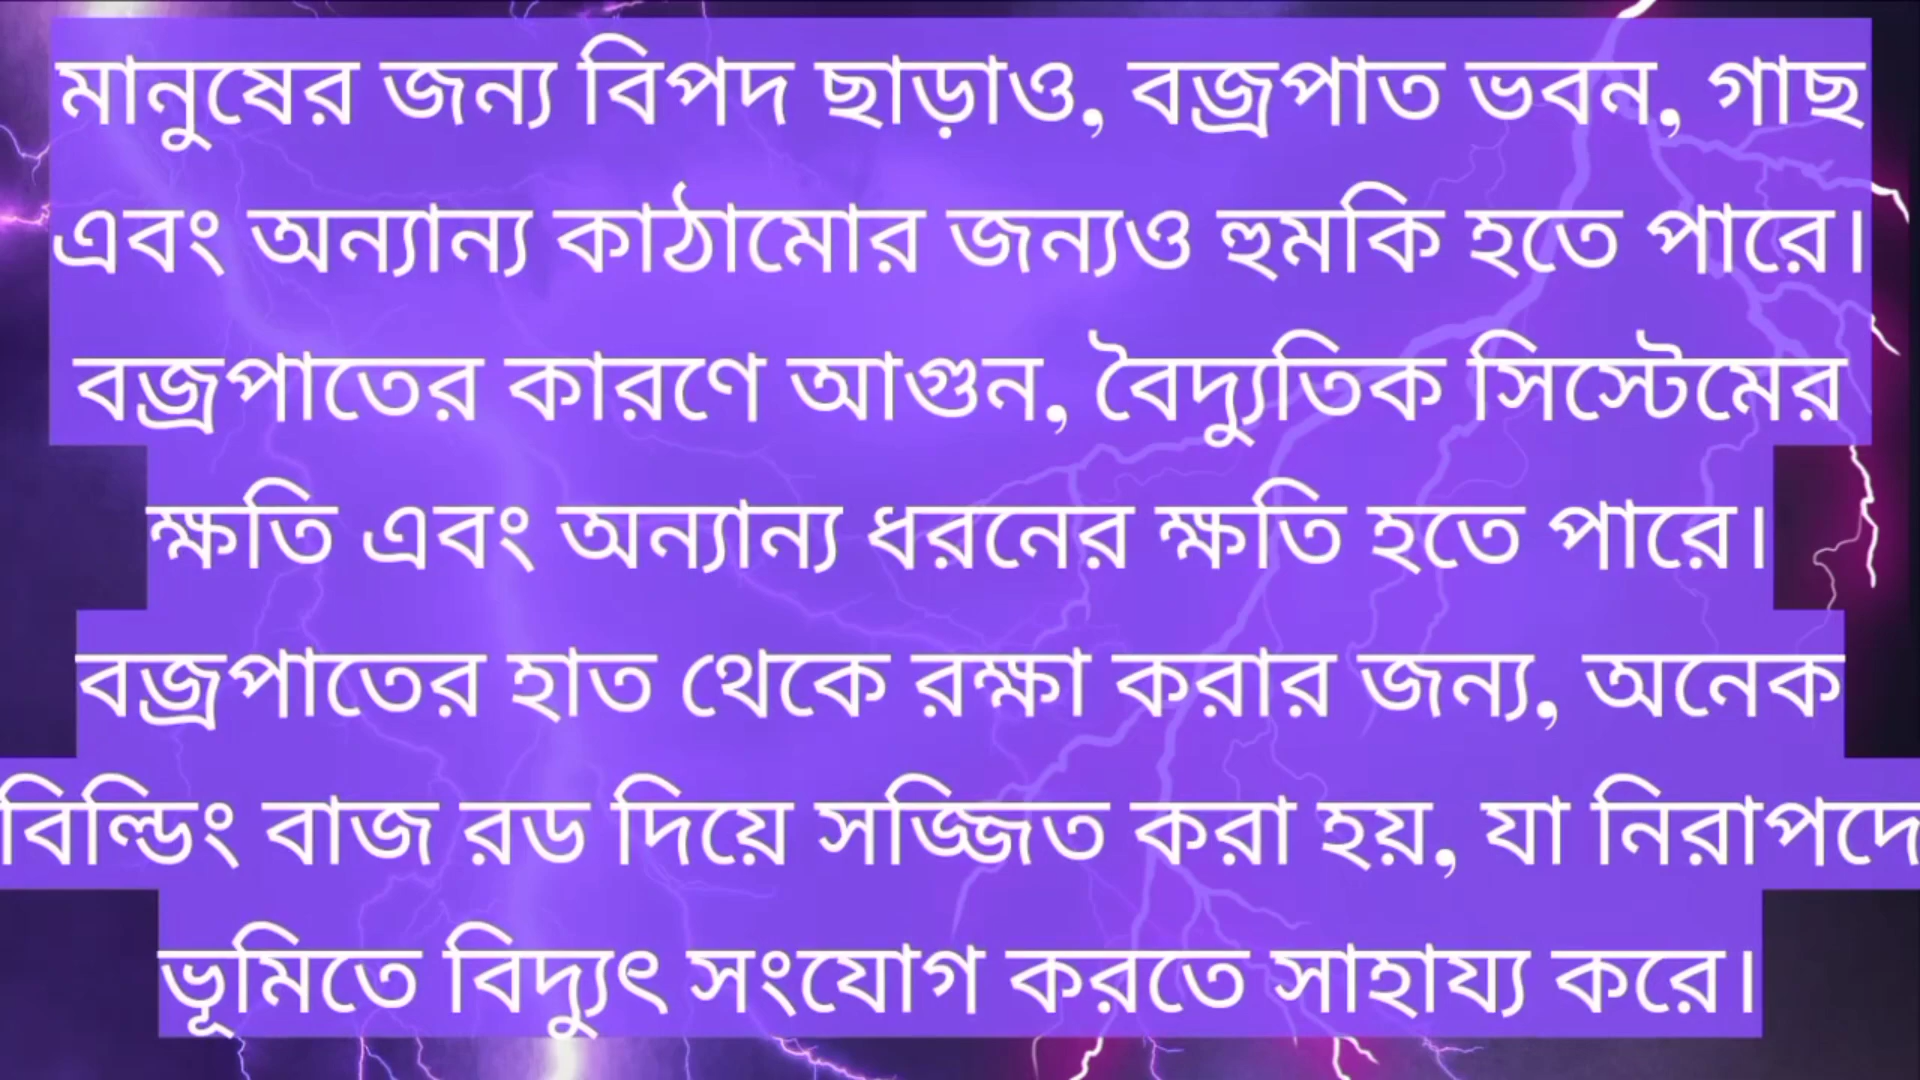 মানুষের জন্য বিপদ ছাড়াও, বজ্রপাত ভবন, গাছ
এবং অন্যান্য কাঠামোর জন্যও হুমকি হতে পারে।
বজ্রপাতের কারণে আগুন, বৈদ্যুতিক সিস্টেমের
ক্ষতি এবং অন্যান্য ধরনের ক্ষতি হতে পারে।
বজ্রপাতের হাত থেকে রক্ষা করার জন্য, অনেক
বিল্ডিং বাজ রড দিয়ে সজ্জিত করা হয়, যা নিরাপদে
ভূমিতে বিদ্যুৎ সংযোগ করতে সাহায্য করে।